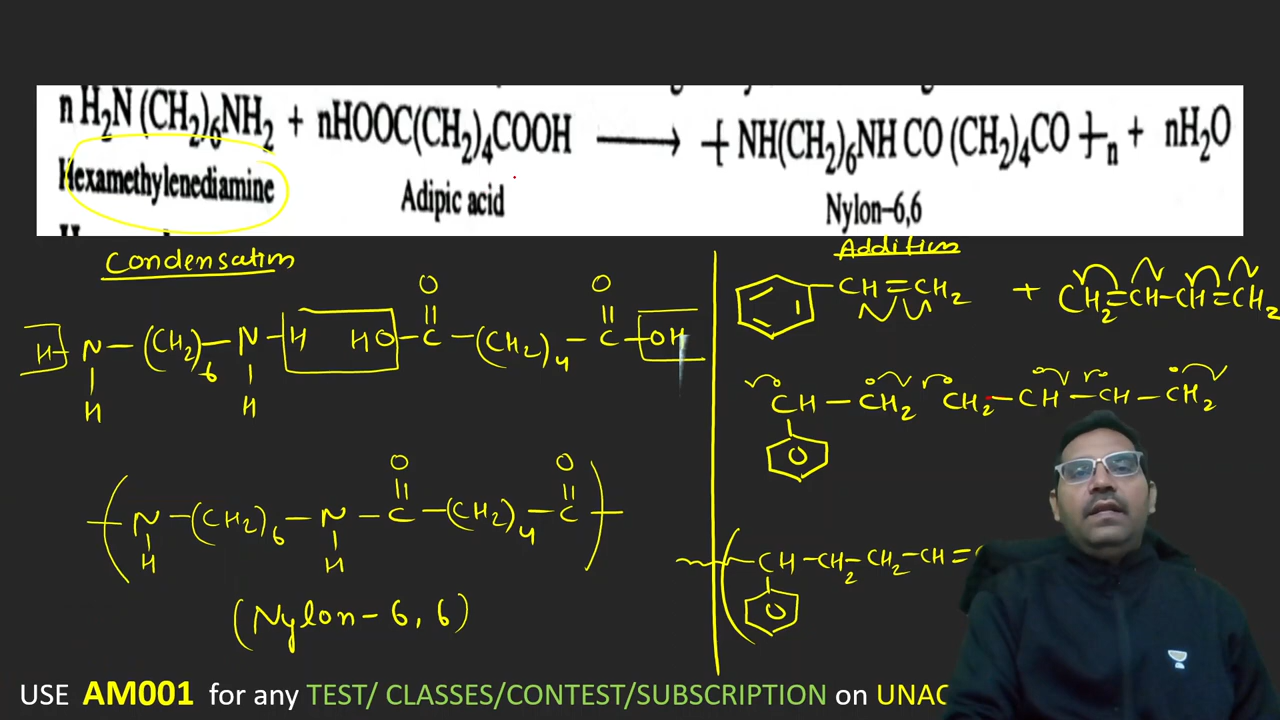 n H₂N (CH₂)₆NH₂ + nHOOC(CH₂)₄COOH ⟶ -[ NH(CH₂)₆NH CO (CH₂)₄CO ]-n + nH₂O
Hexamethylenediamine Adipic acid Nylon–6,6
Condensation
H-N-(CH₂)₆-N-H HO-C-(CH₂)₄-C-OH
H H O O
(-N-(CH₂)₆-N-C-(CH₂)₄-C-)
H H O O
(Nylon-6,6)
Addition
CH=CH₂ + CH₂=CH-CH=CH₂
CH-CH₂ CH₂-CH-CH-CH₂
(CH-CH₂-CH₂-CH=
USE AM001 for any TEST/ CLASSES/CONTEST/SUBSCRIPTION on